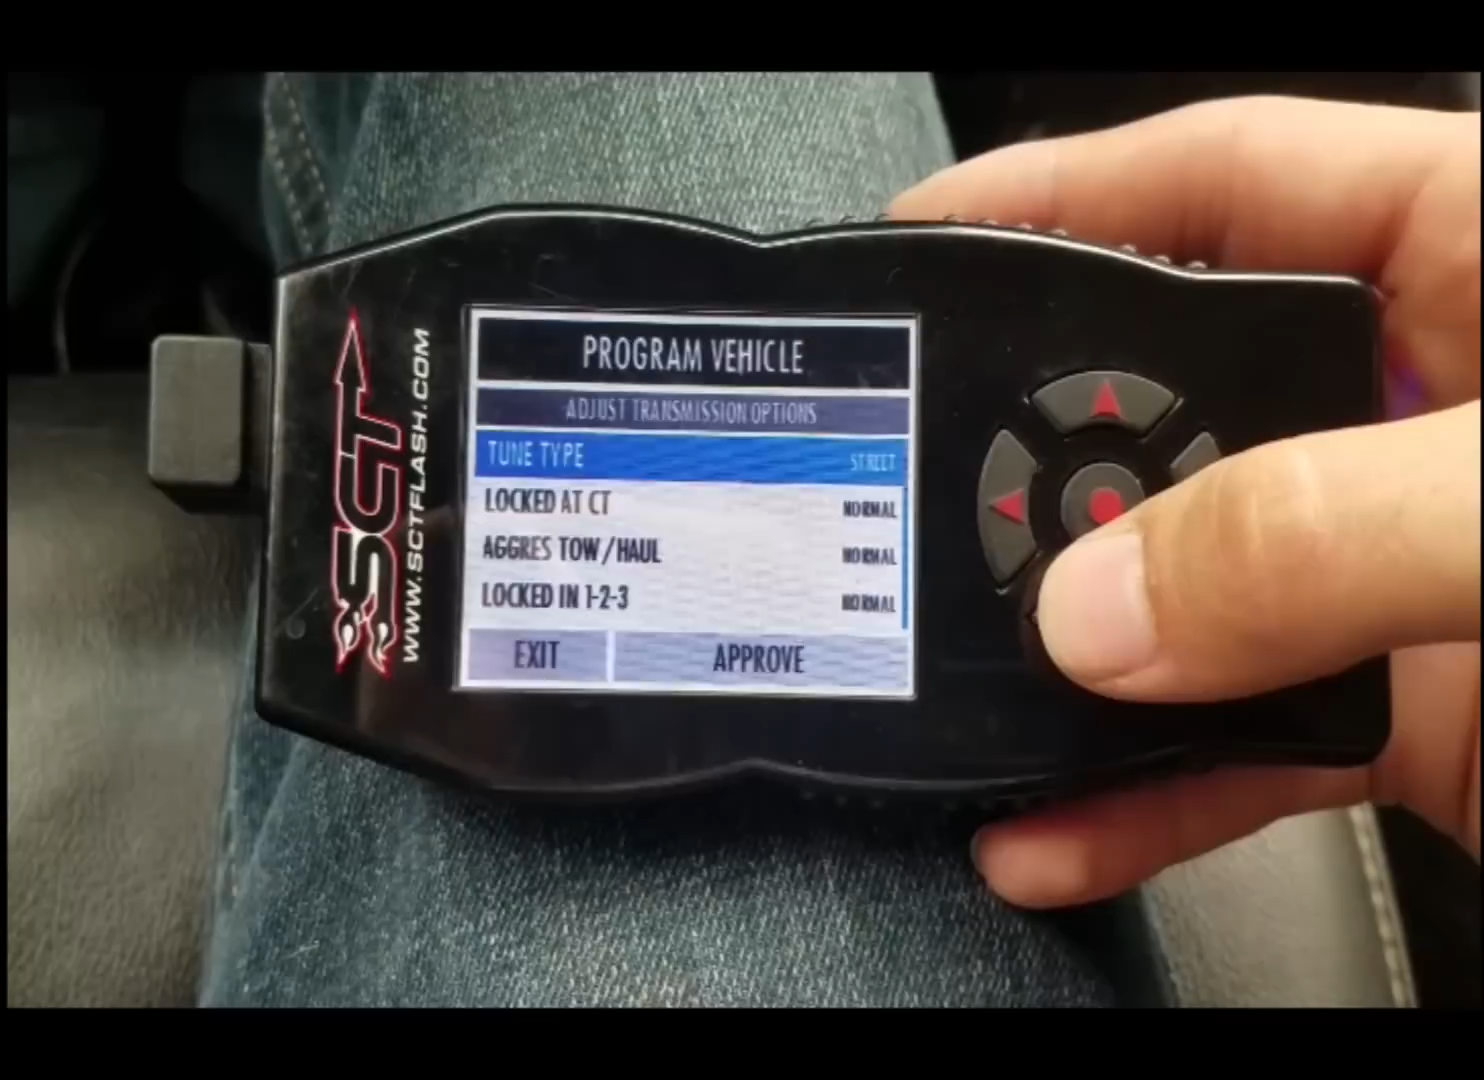 SCT
WWW.SCTFLASH.COM
PROGRAM VEHICLE
ADJUST TRANSMISSION OPTIONS
TUNE TYPE STREET
LOCKED AT CT NORMAL
AGGRES TOW/HAUL NORMAL
LOCKED IN 1-2-3 NORMAL
EXIT APPROVE